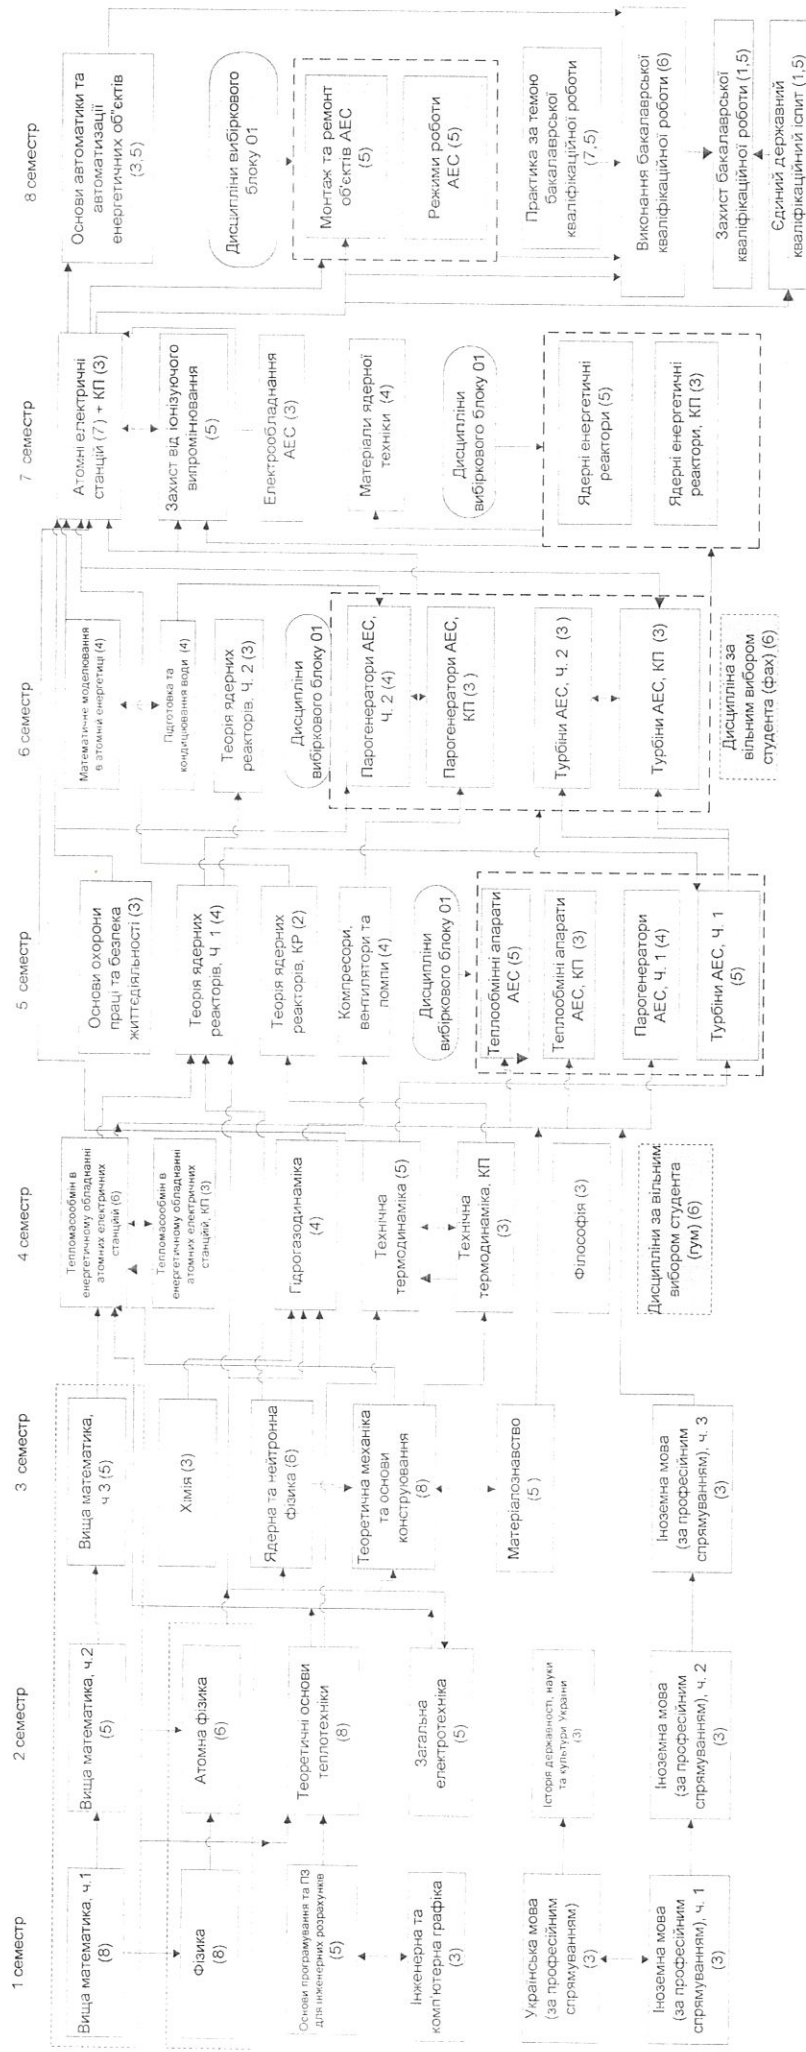 1 семестр
Вища математика, ч.1
(8)
Фізика
(8)
Основи програмування та ПЗ
для інженерних розрахунків
(5)
Інженерна та
комп'ютерна графіка
(3)
Українська мова
(за професійним
спрямуванням)
(3)
Іноземна мова
(за професійним
спрямуванням), ч. 1
(3)
2 семестр
Вища математика, ч.2
(5)
Атомна фізика
(6)
Теоретичні основи
теплотехніки
(8)
Загальна
електротехніка
(5)
Історія державності, науки
та культури України
(3)
Іноземна мова
(за професійним
спрямуванням), ч. 2
(3)
3 семестр
Вища математика,
ч 3 (5)
Хімія (3)
Ядерна та нейтронна
фізика (6)
Теоретична механіка
та основи
конструювання
(8)
Матеріалознавство
(5)
Іноземна мова
(за професійним
спрямуванням), ч. 3
(3)
4 семестр
Тепломасообмін в
енергетичному обладнанні
атомних електричних
станцій (6)
Тепломасообмін в
енергетичному обладнанні
атомних електричних
станцій, КП (3)
Гідрогазодинаміка
(4)
Технічна
термодинаміка (5)
Технічна
термодинаміка, КП
(3)
Філософія (3)
Дисципліни за вільним
вибором студента
(гум) (6)
5 семестр
Основи охорони
праці та безпека
життєдіяльності (3)
Теорія ядерних
реакторів, Ч 1 (4)
Теорія ядерних
реакторів, КР (2)
Компресори,
вентилятори та
помпи (4)
Дисципліни
вибіркового блоку 01
Теплообмінні апарати
АЕС (5)
Теплообміні апарати
АЕС, КП (3)
Парогенератори
АЕС, Ч. 1 (4)
Турбіни АЕС, Ч. 1
(5)
6 семестр
Математичне моделювання
в атомній енергетиці (4)
Підготовка та
кондиціювання води (4)
Теорія ядерних
реакторів, Ч. 2 (3)
Дисципліни
вибіркового блоку 01
Парогенератори АЕС,
Ч. 2 (4)
Парогенератори АЕС,
КП (3 )
Турбіни АЕС, Ч. 2 (3)
Турбіни АЕС, КП (3)
Дисципліна за
вільним вибором
студента (фах) (6)
7 семестр
Атомні електричні
станцій (7) + КП (3)
Захист від іонізуючого
випромінювання
(5)
Електрообладнання
АЕС (3)
Матеріали ядерної
техніки (4)
Дисципліни
вибіркового блоку 01
Ядерні енергетичні
реактори (5)
Ядерні енергетичні
реактори, КП (3)
8 семестр
Основи автоматики та
автоматизації
енергетичних об'єктів
(3,5)
Дисципліни вибіркового
блоку 01
Монтаж та ремонт
об'єктів АЕС
(5)
Режими роботи
АЕС (5)
Практика за темою
бакалаврської
кваліфікаційної роботи
(7,5)
Виконання бакалаврської
кваліфікаційної роботи (6)
Захист бакалаврської
кваліфікаційної роботи (1,5)
Єдиний державний
кваліфікаційний іспит (1,5)